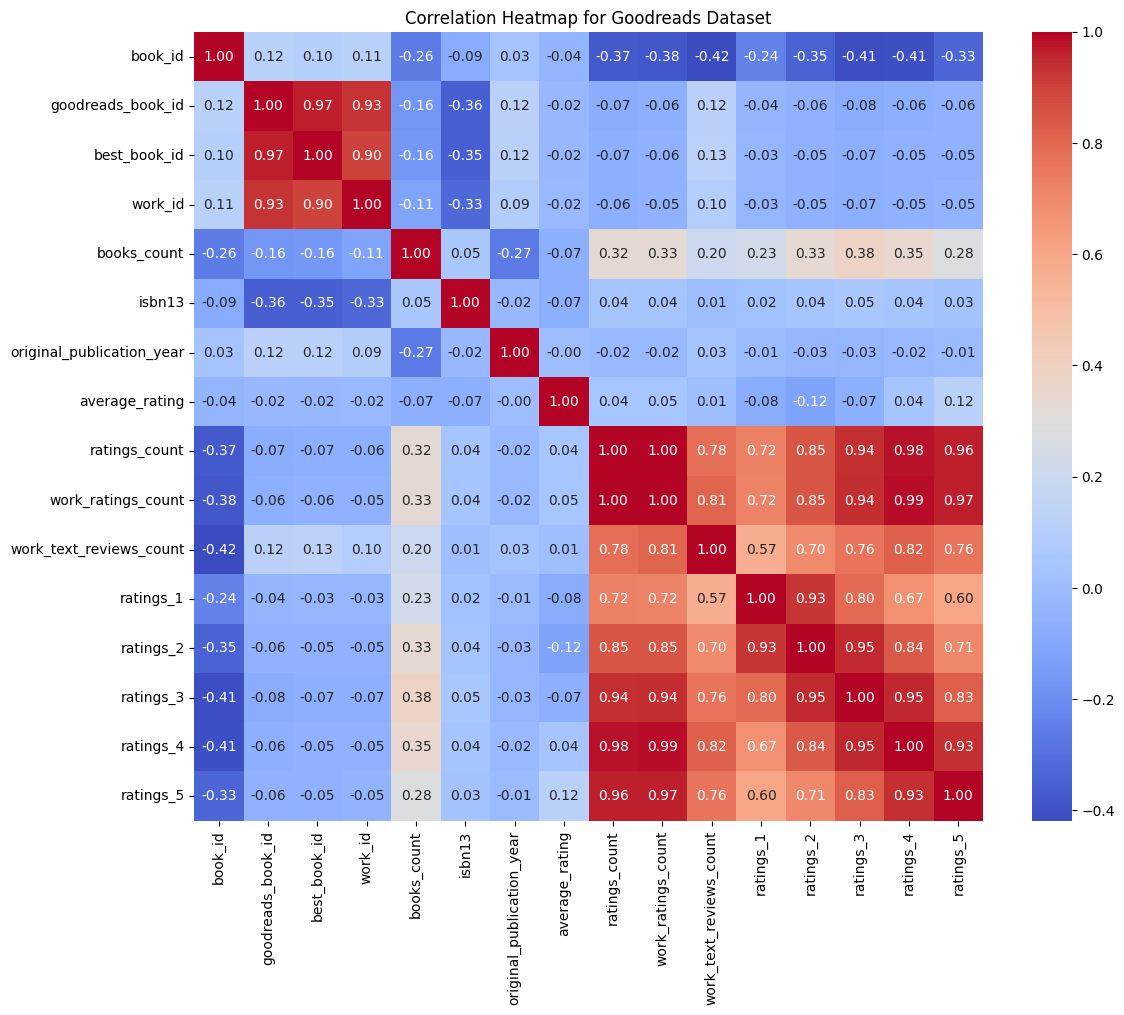 Correlation Heatmap for Goodreads Dataset
book_id 1.00 0.12 0.10 0.11 -0.26 -0.09 0.03 -0.04 -0.37 -0.38 -0.42 -0.24 -0.35 -0.41 -0.41 -0.33
goodreads_book_id 0.12 1.00 0.97 0.93 -0.16 -0.36 0.12 -0.02 -0.07 -0.06 0.12 -0.04 -0.06 -0.08 -0.06 -0.06
best_book_id 0.10 0.97 1.00 0.90 -0.16 -0.35 0.12 -0.02 -0.07 -0.06 0.13 -0.03 -0.05 -0.07 -0.05 -0.05
work_id 0.11 0.93 0.90 1.00 -0.11 -0.33 0.09 -0.02 -0.06 -0.05 0.10 -0.03 -0.05 -0.07 -0.05 -0.05
books_count -0.26 -0.16 -0.16 -0.11 1.00 0.05 -0.27 -0.07 0.32 0.33 0.20 0.23 0.33 0.38 0.35 0.28
isbn13 -0.09 -0.36 -0.35 -0.33 0.05 1.00 -0.02 -0.07 0.04 0.04 0.01 0.02 0.04 0.05 0.04 0.03
original_publication_year 0.03 0.12 0.12 0.09 -0.27 -0.02 1.00 -0.00 -0.02 -0.02 0.03 -0.01 -0.03 -0.03 -0.02 -0.01
average_rating -0.04 -0.02 -0.02 -0.02 -0.07 -0.07 -0.00 1.00 0.04 0.05 0.01 -0.08 -0.12 -0.07 0.04 0.12
ratings_count -0.37 -0.07 -0.07 -0.06 0.32 0.04 -0.02 0.04 1.00 1.00 0.78 0.72 0.85 0.94 0.98 0.96
work_ratings_count -0.38 -0.06 -0.06 -0.05 0.33 0.04 -0.02 0.05 1.00 1.00 0.81 0.72 0.85 0.94 0.99 0.97
work_text_reviews_count -0.42 0.12 0.13 0.10 0.20 0.01 0.03 0.01 0.78 0.81 1.00 0.57 0.70 0.76 0.82 0.76
ratings_1 -0.24 -0.04 -0.03 -0.03 0.23 0.02 -0.01 -0.08 0.72 0.72 0.57 1.00 0.93 0.80 0.67 0.60
ratings_2 -0.35 -0.06 -0.05 -0.05 0.33 0.04 -0.03 -0.12 0.85 0.85 0.70 0.93 1.00 0.95 0.84 0.71
ratings_3 -0.41 -0.08 -0.07 -0.07 0.38 0.05 -0.03 -0.07 0.94 0.94 0.76 0.80 0.95 1.00 0.95 0.83
ratings_4 -0.41 -0.06 -0.05 -0.05 0.35 0.04 -0.02 0.04 0.98 0.99 0.82 0.67 0.84 0.95 1.00 0.93
ratings_5 -0.33 -0.06 -0.05 -0.05 0.28 0.03 -0.01 0.12 0.96 0.97 0.76 0.60 0.71 0.83 0.93 1.00
book_id
goodreads_book_id
best_book_id
work_id
books_count
isbn13
original_publication_year
average_rating
ratings_count
work_ratings_count
work_text_reviews_count
ratings_1
ratings_2
ratings_3
ratings_4
ratings_5
1.0
0.8
0.6
0.4
0.2
0.0
−0.2
−0.4